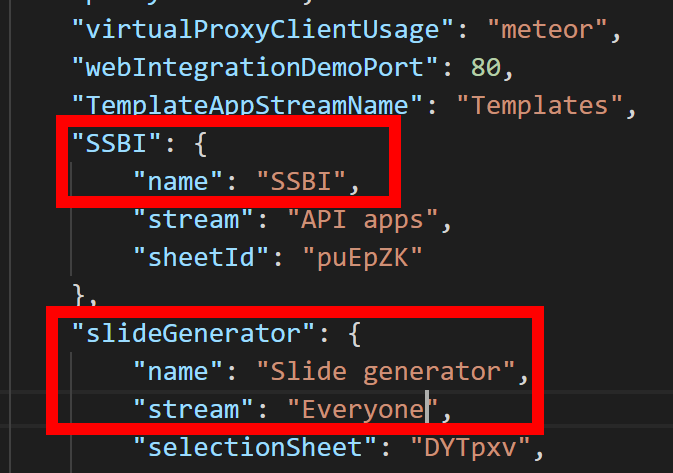 "virtualProxyClientUsage": "meteor",
"webIntegrationDemoPort": 80,
"TemplateAppStreamName": "Templates",
"SSBI": {
"name": "SSBI",
"stream": "API apps",
"sheetId": "puEpZK"
},
"slideGenerator": {
"name": "Slide generator",
"stream": "Everyone",
"selectionSheet": "DYTpxv",